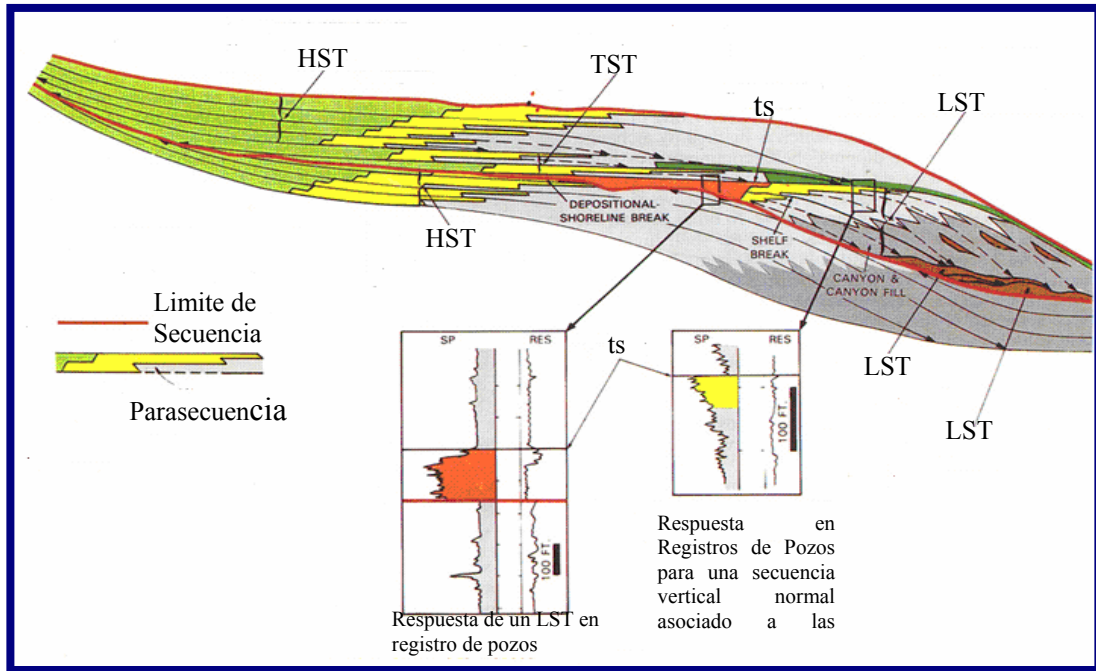 HST
TST
ts
LST
DEPOSITIONAL-
SHORELINE BREAK
HST
SHELF
BREAK
CANYON &
CANYON FILL
Limite de
Secuencia
Parasecuencia
SP
RES
100 FT.
ts
SP
RES
100 FT.
LST
LST
Respuesta de un LST en
registro de pozos
Respuesta en
Registros de Pozos
para una secuencia
vertical normal
asociado a las